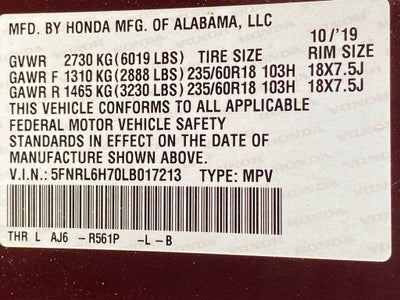 MFD. BY HONDA MFG. OF ALABAMA, LLC
10/'19
GVWR 2730 KG (6019 LBS) TIRE SIZE RIM SIZE
GAWR F 1310 KG (2888 LBS) 235/60R18 103H 18X7.5J
GAWR R 1465 KG (3230 LBS) 235/60R18 103H 18X7.5J
THIS VEHICLE CONFORMS TO ALL APPLICABLE
FEDERAL MOTOR VEHICLE SAFETY
STANDARDS IN EFFECT ON THE DATE OF
MANUFACTURE SHOWN ABOVE.
V.I.N.: 5FNRL6H70LB017213 TYPE: MPV
THR L AJ6 -R561P -L-B